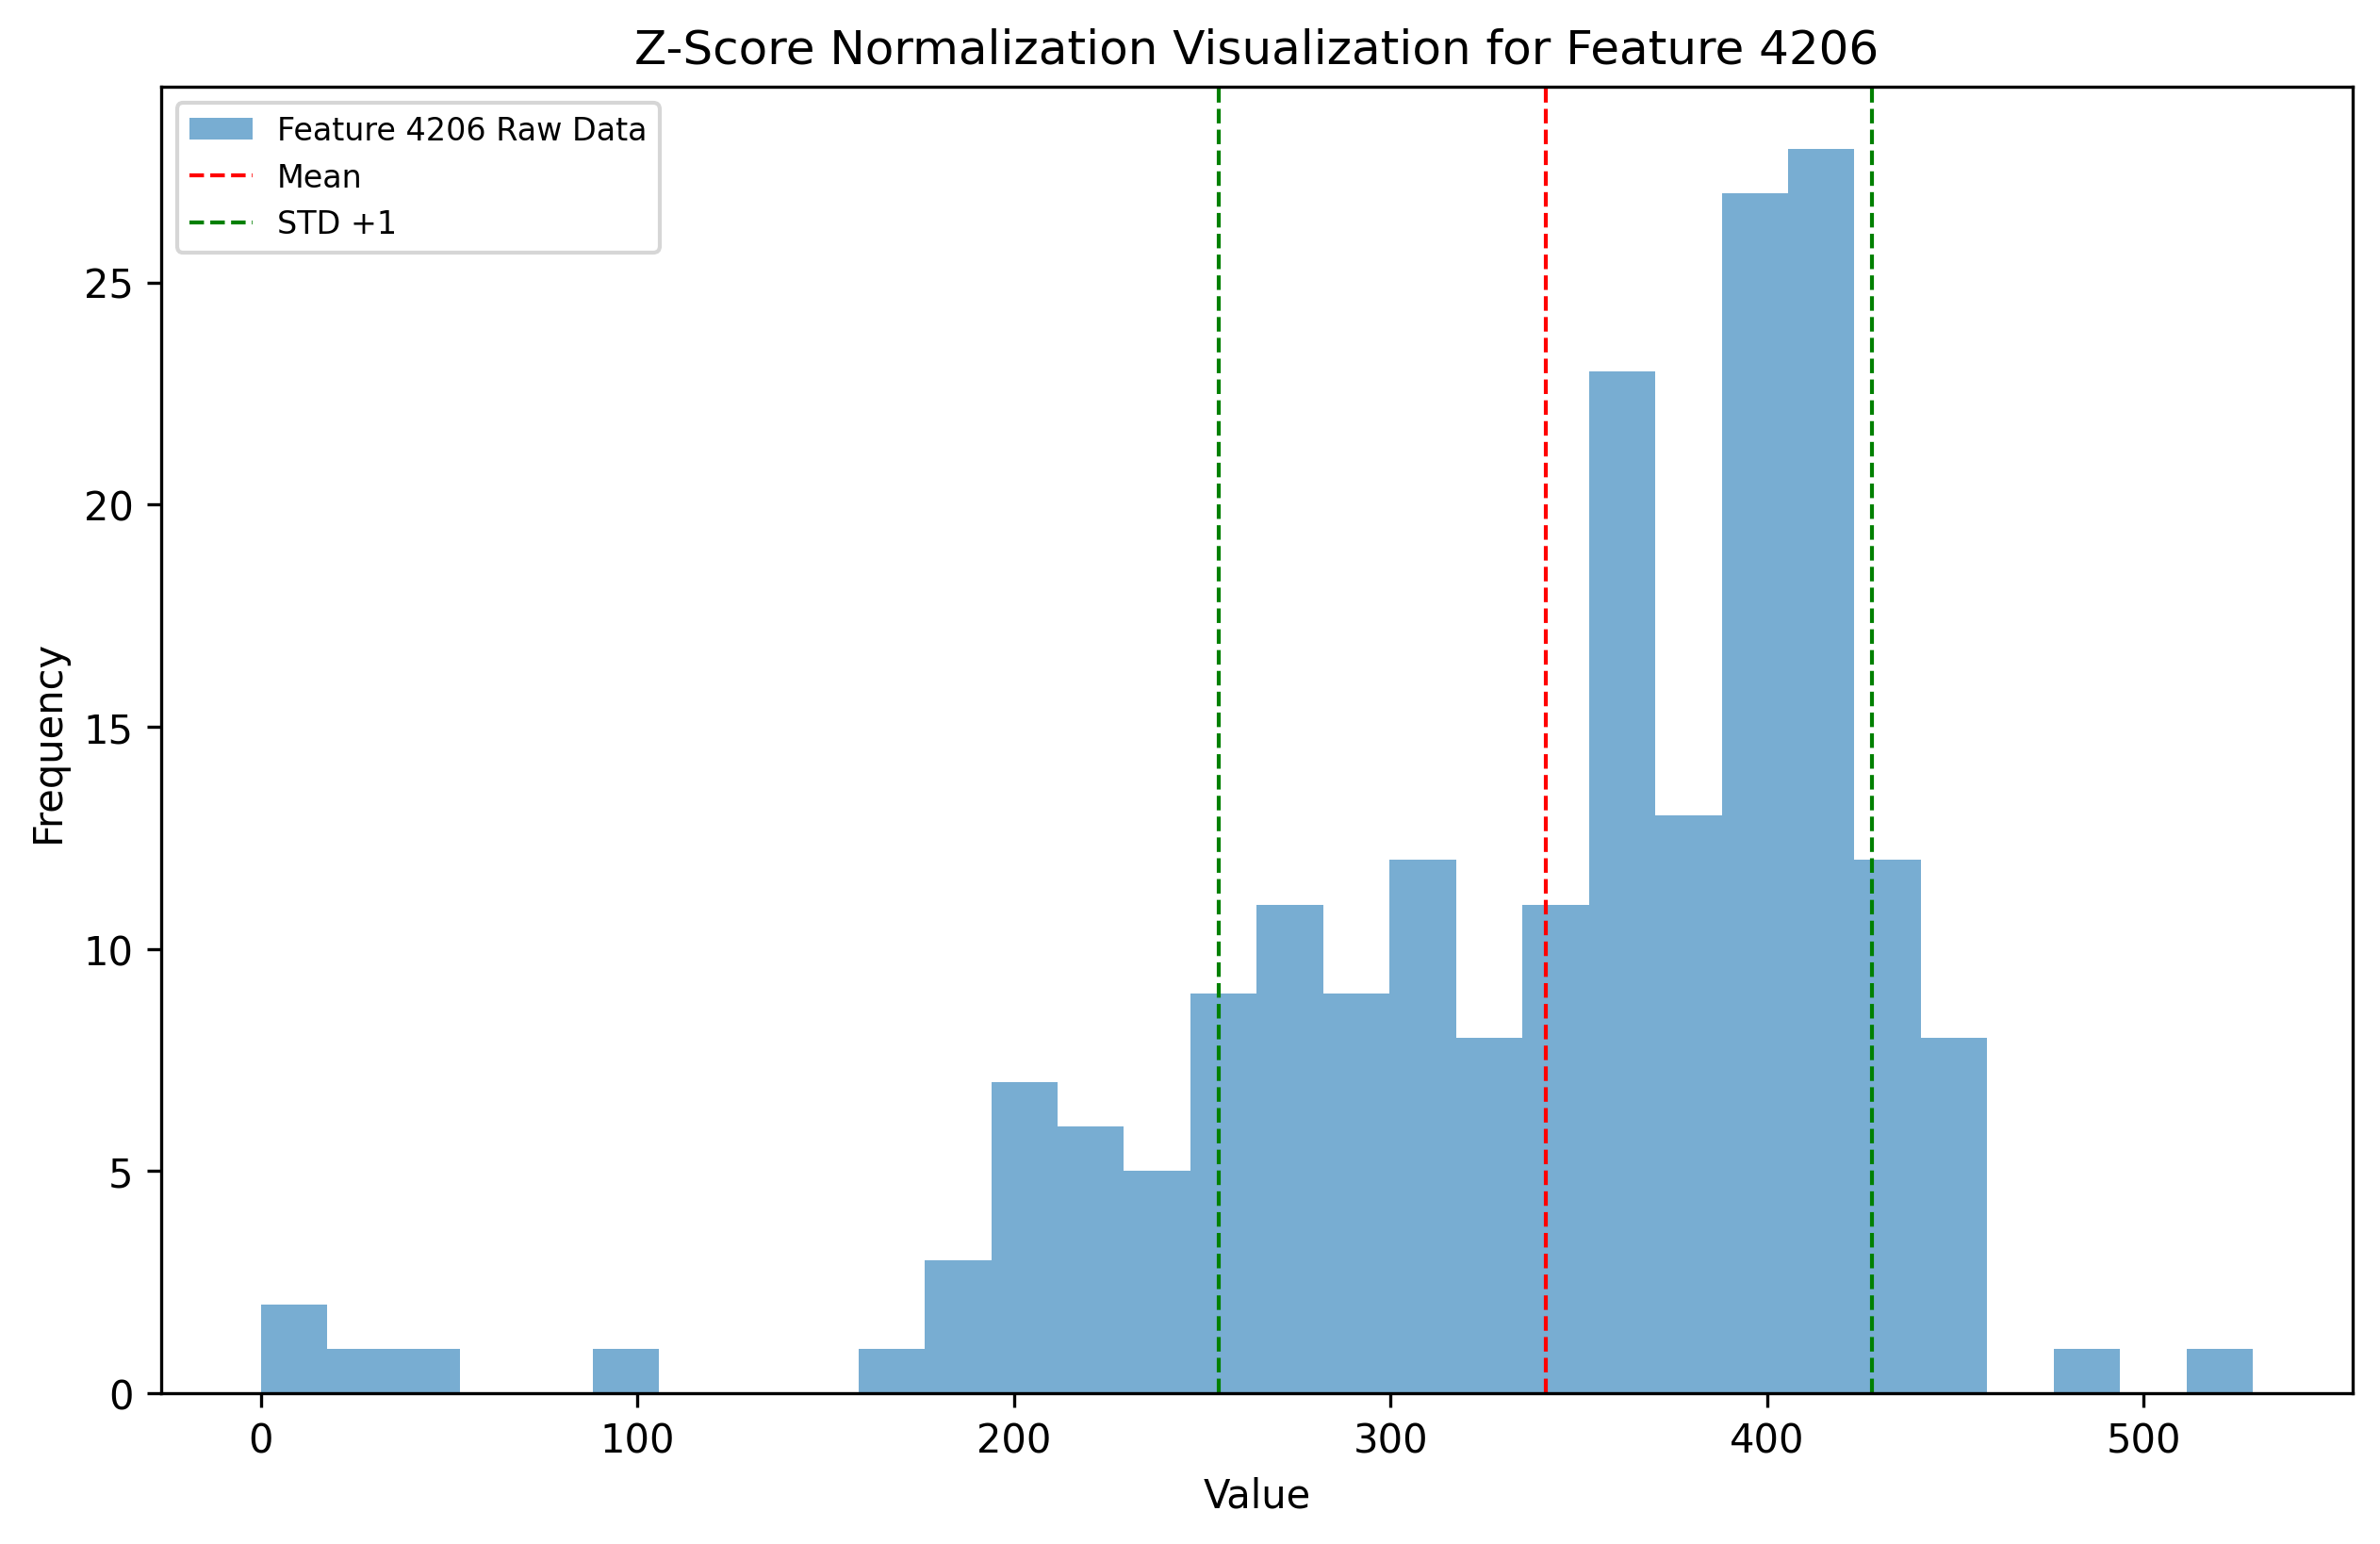 Z-Score Normalization Visualization for Feature 4206
Feature 4206 Raw Data
Mean
STD +1
25
20
15
10
5
0
Frequency
0 100 200 300 400 500
Value